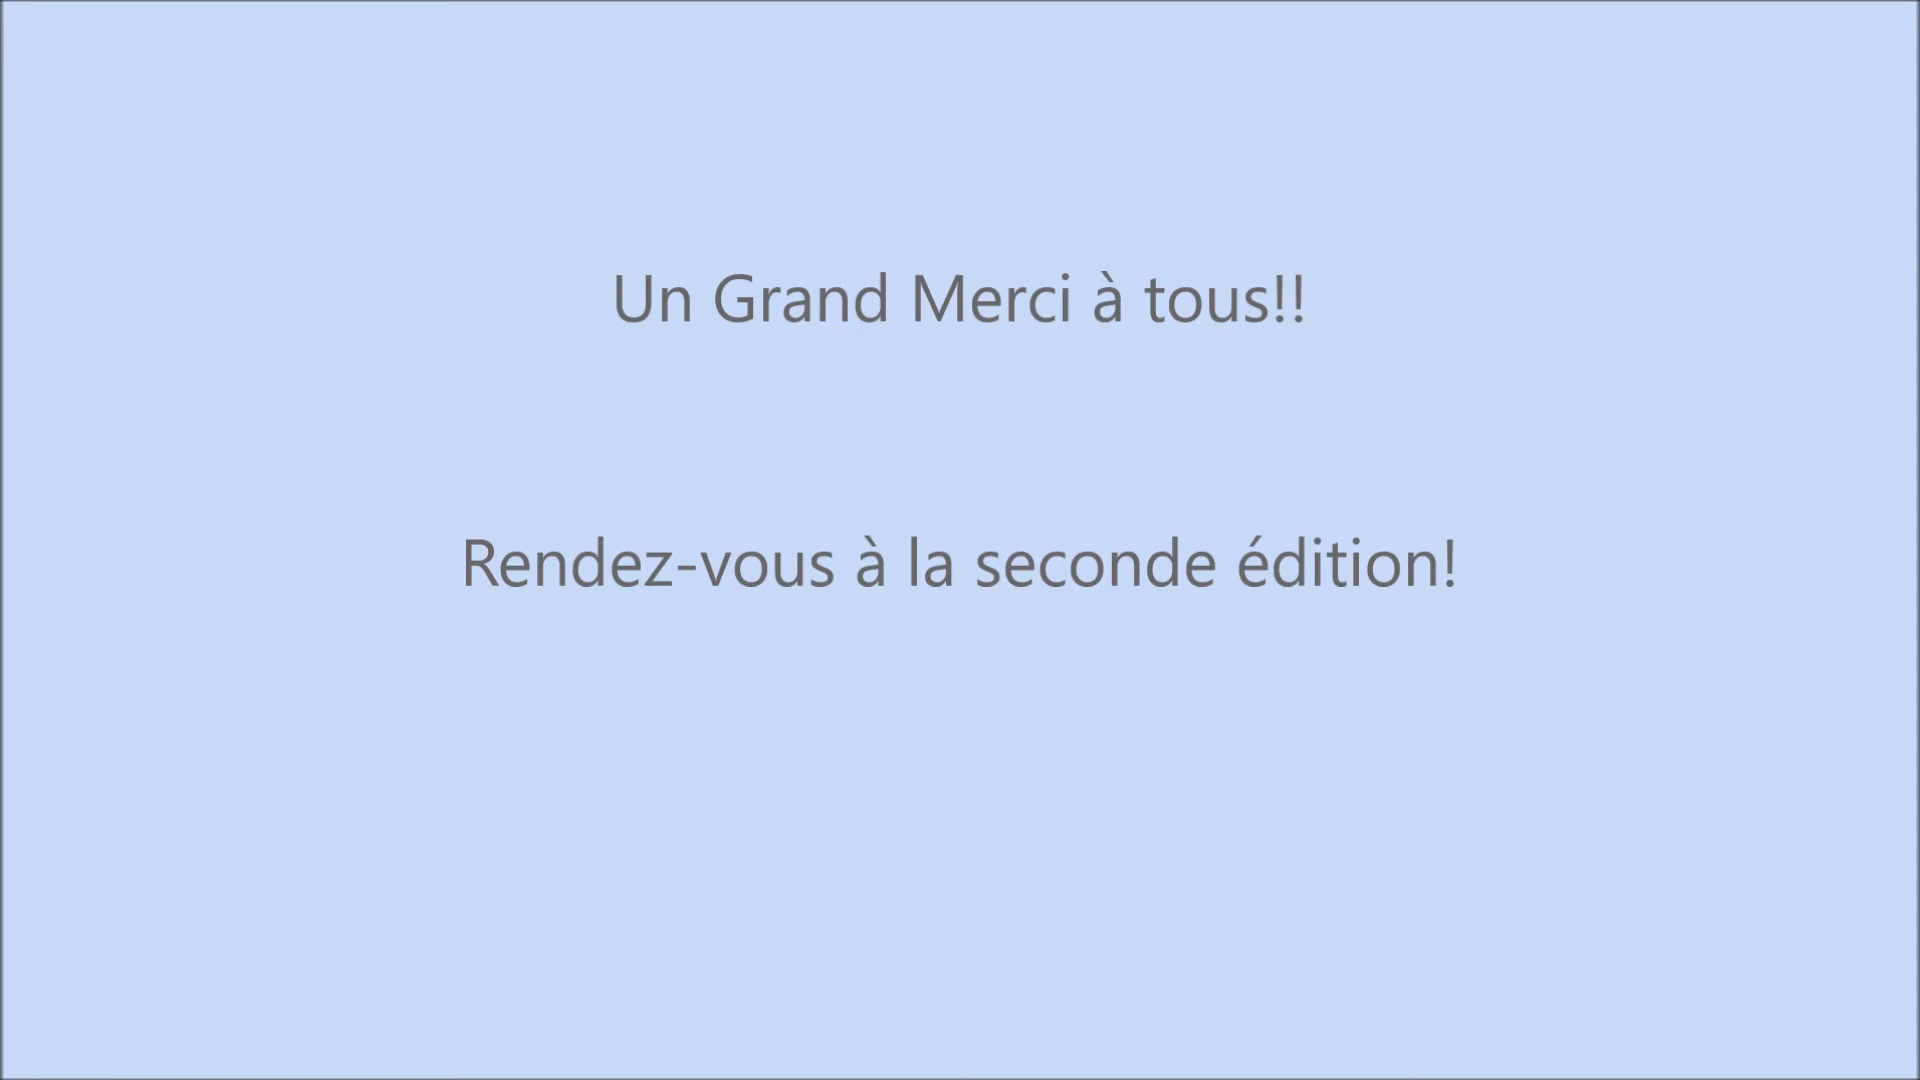 Un Grand Merci à tous!!
Rendez-vous à la seconde édition!